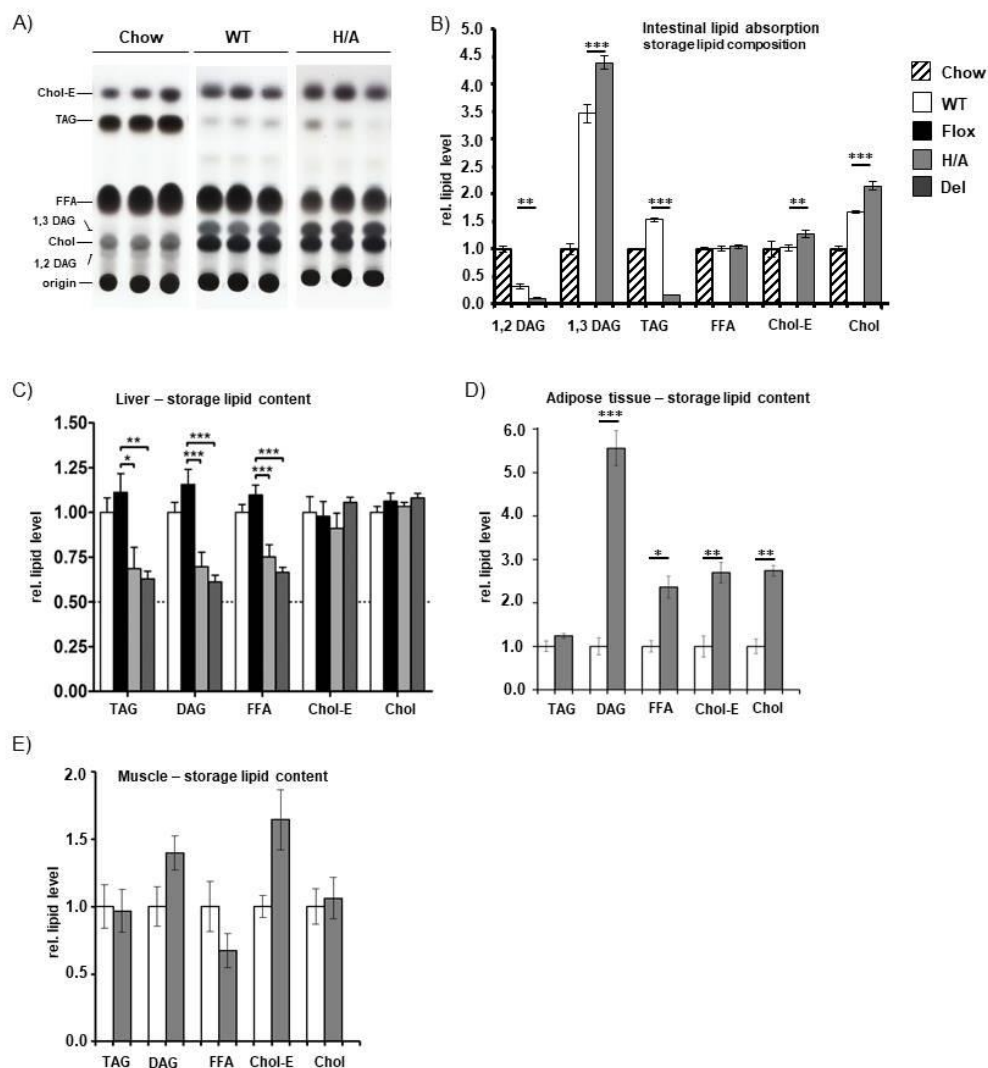 A)
Chow WT H/A
Chol-E
TAG
FFA
1,3 DAG
Chol
1,2 DAG
origin
B)
Intestinal lipid absorption
storage lipid composition
rel. lipid level
5.0
4.5
4.0
3.5
3.0
2.5
2.0
1.5
1.0
0.5
0.0
** *** *** ** ***
1,2 DAG 1,3 DAG TAG FFA Chol-E Chol
Chow
WT
Flox
H/A
Del
C)
Liver – storage lipid content
rel. lipid level
1.50
1.25
1.00
0.75
0.50
0.00
** *** ***
* *** ***
TAG DAG FFA Chol-E Chol
D)
Adipose tissue – storage lipid content
rel. lipid level
6.0
5.0
4.0
3.0
2.0
1.0
0.0
*** * ** **
TAG DAG FFA Chol-E Chol
E)
Muscle – storage lipid content
rel. lipid level
2.0
1.5
1.0
0.5
0.0
TAG DAG FFA Chol-E Chol